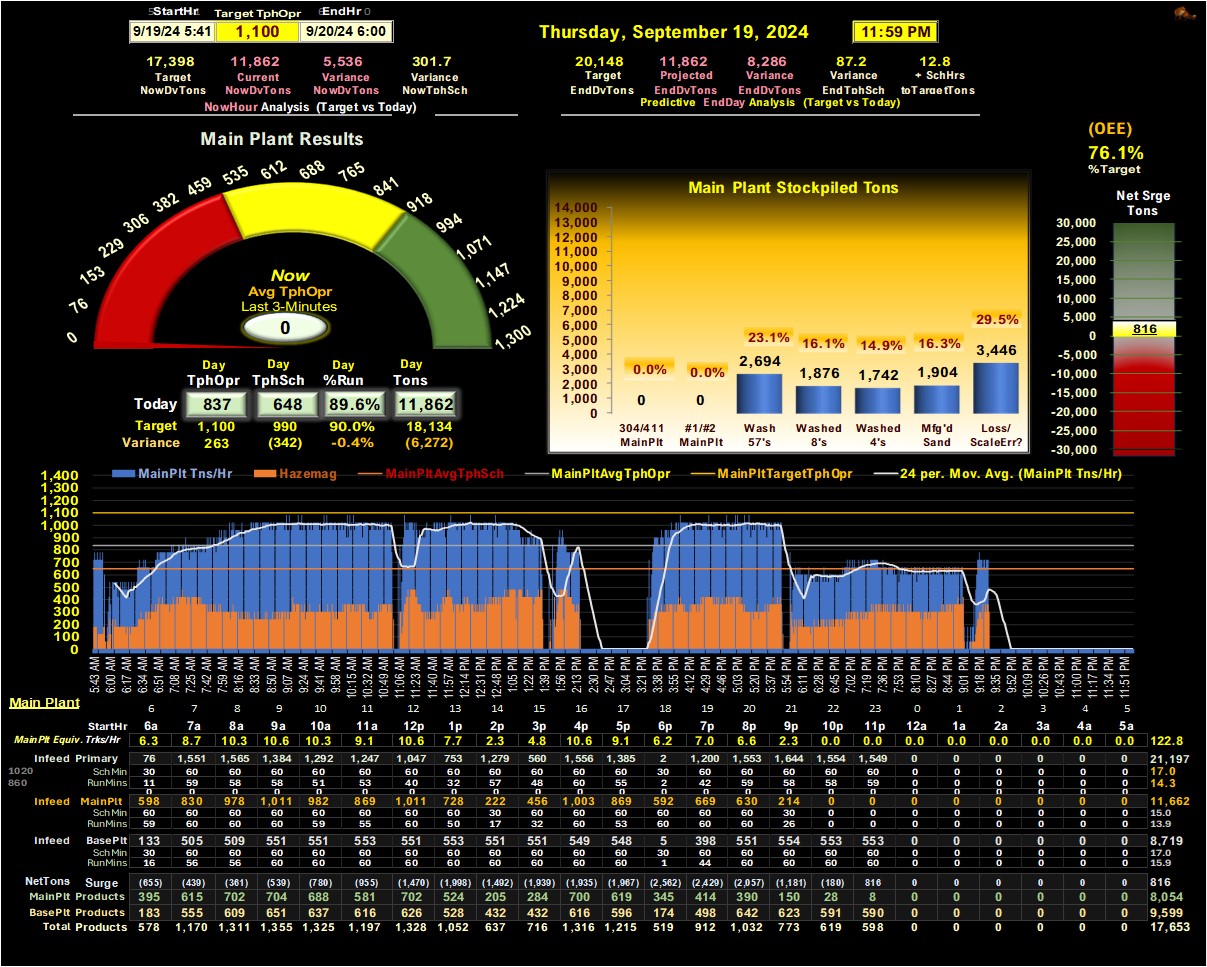 StartHr Target TphOpr EndHr
9/19/24 5:41 1,100 9/20/24 6:00
Thursday, September 19, 2024 11:59 PM
17,398 11,862 5,536 301.7
Target Current Variance Variance
NowDvTons NowDvTons NowDvTons NowTphSch
NowHour Analysis (Target vs Today)
20,148 11,862 8,286 87.2 12.8
Target Projected Variance Variance + SchHrs
EndDvTons EndDvTons EndDvTons EndTphSch toTargetTons
Predictive EndDay Analysis (Target vs Today)
(OEE)
76.1%
%Target
Main Plant Results
0 76 153 229 306 382 459 535 612 688 765 841 918 994 1,071 1,147 1,224 1,300
Now
Avg TphOpr
Last 3-Minutes
0
Day Day Day Day
TphOpr TphSch %Run Tons
Today 837 648 89.6% 11,862
Target 1,100 990 90.0% 18,134
Variance 263 (342) -0.4% (6,272)
Main Plant Stockpiled Tons
14,000
13,000
12,000
11,000
10,000
9,000
8,000
7,000
6,000
5,000
4,000
3,000
2,000
1,000
0
0.0% 0.0% 23.1% 16.1% 14.9% 16.3% 29.5%
0 0 2,694 1,876 1,742 1,904 3,446
304/411 #1/#2 Wash Washed Washed Mfg'd Loss/
MainPlt MainPlt 57's 8's 4's Sand ScaleErr?
Net Srge
Tons
30,000
25,000
20,000
15,000
10,000
5,000
0
-5,000
-10,000
-15,000
-20,000
-25,000
-30,000
816
MainPlt Tns/Hr Hazemag MainPltAvgTphSch MainPltAvgTphOpr MainPltTargetTphOpr 24 per. Mov. Avg. (MainPlt Tns/Hr)
1,400
1,300
1,200
1,100
1,000
900
800
700
600
500
400
300
200
100
0
5:43 AM 6:00 AM 6:17 AM 6:34 AM 6:51 AM 7:08 AM 7:25 AM 7:42 AM 7:59 AM 8:16 AM 8:33 AM 8:50 AM 9:07 AM 9:24 AM 9:41 AM 9:58 AM 10:15 AM 10:32 AM 10:49 AM 11:06 AM 11:23 AM 11:40 AM 11:57 AM 12:14 PM 12:31 PM 12:48 PM 1:05 PM 1:22 PM 1:39 PM 1:56 PM 2:13 PM 2:30 PM 2:47 PM 3:04 PM 3:21 PM 3:38 PM 3:55 PM 4:12 PM 4:29 PM 4:46 PM 5:03 PM 5:20 PM 5:37 PM 5:54 PM 6:11 PM 6:28 PM 6:45 PM 7:02 PM 7:19 PM 7:36 PM 7:53 PM 8:10 PM 8:27 PM 8:44 PM 9:01 PM 9:18 PM 9:35 PM 9:52 PM 10:09 PM 10:26 PM 10:43 PM 11:00 PM 11:17 PM 11:34 PM 11:51 PM
Main Plant 6 7 8 9 10 11 12 13 14 15 16 17 18 19 20 21 22 23 0 1 2 3 4 5
StartHr 6a 7a 8a 9a 10a 11a 12p 1p 2p 3p 4p 5p 6p 7p 8p 9p 10p 11p 12a 1a 2a 3a 4a 5a
MainPlt Equiv. Trks/Hr 6.3 8.7 10.3 10.6 10.3 9.1 10.6 7.7 2.3 4.8 10.6 9.1 6.2 7.0 6.6 2.3 0.0 0.0 0.0 0.0 0.0 0.0 0.0 0.0 122.8
Infeed Primary 76 1,551 1,565 1,384 1,292 1,247 1,047 753 1,279 560 1,556 1,385 2 1,200 1,553 1,644 1,554 1,549 0 0 0 0 0 0 21,197
1020 SchMin 30 60 60 60 60 60 60 60 60 60 60 60 30 60 60 60 60 60 0 0 0 0 0 0 17.0
860 RunMins 11 59 58 58 51 53 40 32 57 48 60 55 2 42 59 58 58 59 0 0 0 0 0 0 14.3
0 0 0 0 0 0 0 0 0 0 0 0 0 0 0 0 0 0 0 0 0 0 0 0
Infeed MainPlt 598 830 978 1,011 982 869 1,011 728 222 456 1,003 869 592 669 630 214 0 0 0 0 0 0 0 0 11,662
SchMin 60 60 60 60 60 60 60 60 30 60 60 60 60 60 60 30 0 0 0 0 0 0 0 0 15.0
RunMins 59 60 60 60 59 55 60 50 17 32 60 53 60 60 60 26 0 0 0 0 0 0 0 0 13.9
Infeed BasePlt 133 505 509 551 551 553 551 553 551 551 549 548 5 398 551 554 553 553 0 0 0 0 0 0 8,719
SchMin 30 60 60 60 60 60 60 60 60 60 60 60 30 60 60 60 60 60 0 0 0 0 0 0 17.0
RunMins 16 56 56 60 60 60 60 60 60 60 60 60 1 44 60 60 60 60 0 0 0 0 0 0 15.9
NetTons Surge (655) (439) (361) (539) (780) (955) (1,470) (1,998) (1,492) (1,939) (1,935) (1,967) (2,562) (2,429) (2,057) (1,181) (180) 816 0 0 0 0 0 0 816
MainPlt Products 395 615 702 704 688 581 702 524 205 284 700 619 345 414 390 150 28 8 0 0 0 0 0 0 8,054
BasePlt Products 183 555 609 651 637 616 626 528 432 432 616 596 174 498 642 623 591 590 0 0 0 0 0 0 9,599
Total Products 578 1,170 1,311 1,355 1,325 1,197 1,328 1,052 637 716 1,316 1,215 519 912 1,032 773 619 598 0 0 0 0 0 0 17,653